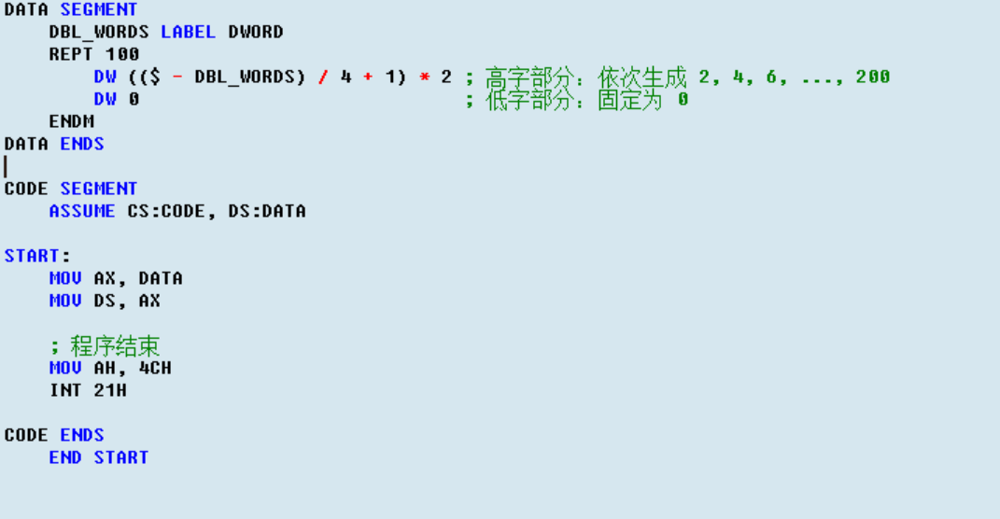 DATA SEGMENT
    DBL_WORDS LABEL DWORD
    REPT 100
        DW (($ - DBL_WORDS) / 4 + 1) * 2 ; 高字部分：依次生成 2, 4, 6, ..., 200
        DW 0                             ; 低字部分：固定为 0
    ENDM
DATA ENDS
CODE SEGMENT
    ASSUME CS:CODE, DS:DATA
START:
    MOV AX, DATA
    MOV DS, AX
    ; 程序结束
    MOV AH, 4CH
    INT 21H
CODE ENDS
    END START